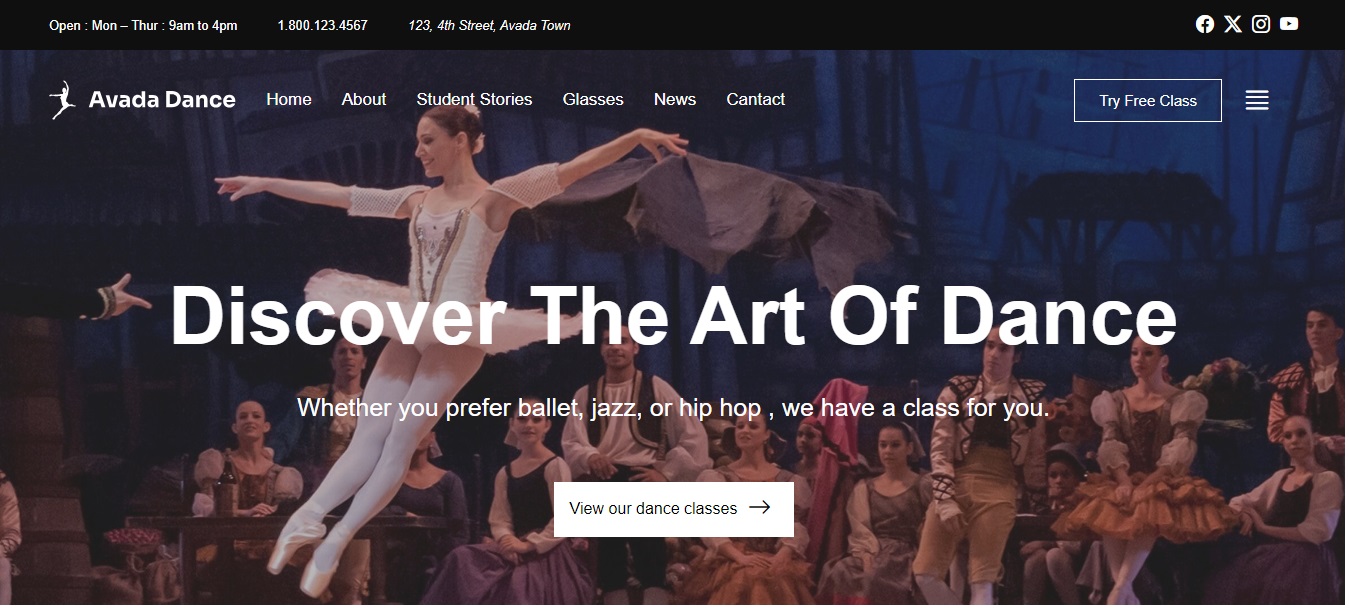 Open : Mon – Thur : 9am to 4pm 1.800.123.4567 123, 4th Street, Avada Town
Avada Dance Home About Student Stories Glasses News Cantact Try Free Class
Discover The Art Of Dance
Whether you prefer ballet, jazz, or hip hop , we have a class for you.
View our dance classes